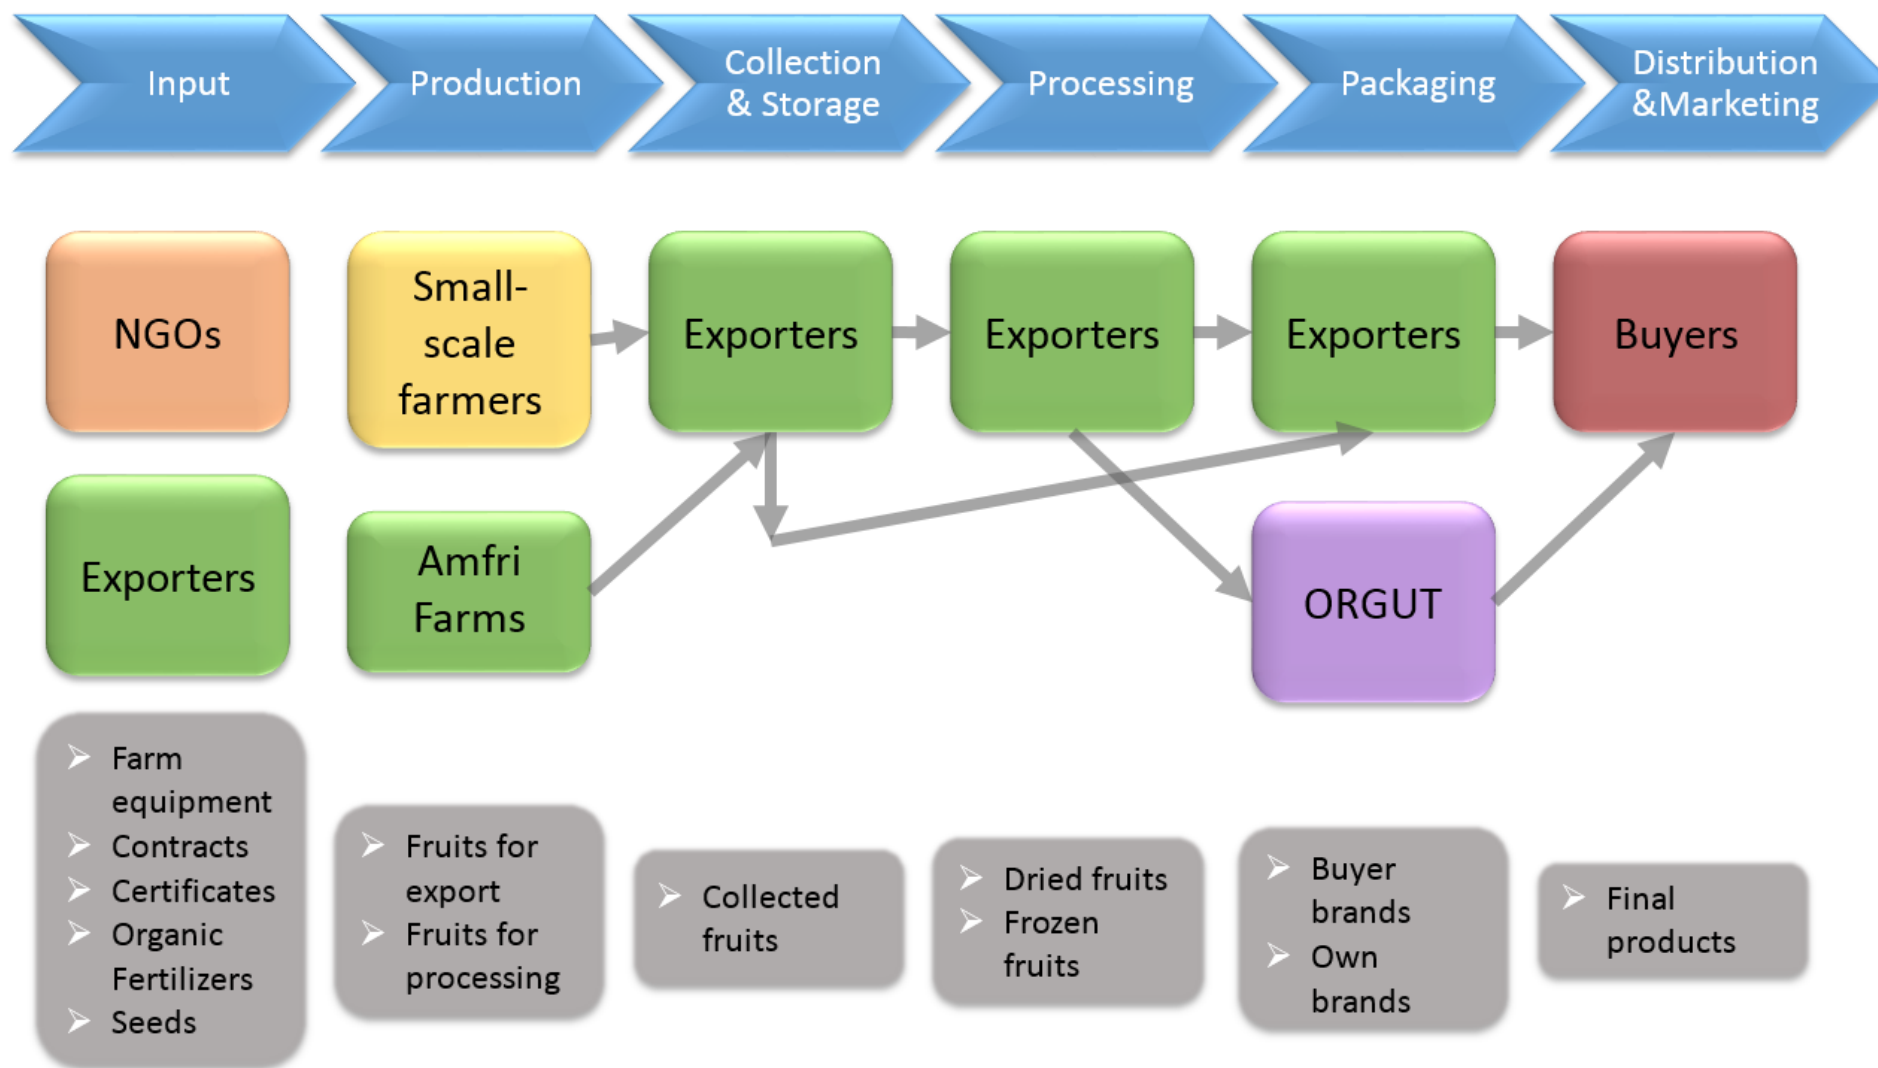 Input
Production
Collection
& Storage
Processing
Packaging
Distribution
&Marketing
NGOs
Small-
scale
farmers
Exporters
Exporters
Exporters
Buyers
Exporters
Amfri
Farms
ORGUT
Farm
equipment
Contracts
Certificates
Organic
Fertilizers
Seeds
Fruits for
export
Fruits for
processing
Collected
fruits
Dried fruits
Frozen
fruits
Buyer
brands
Own
brands
Final
products